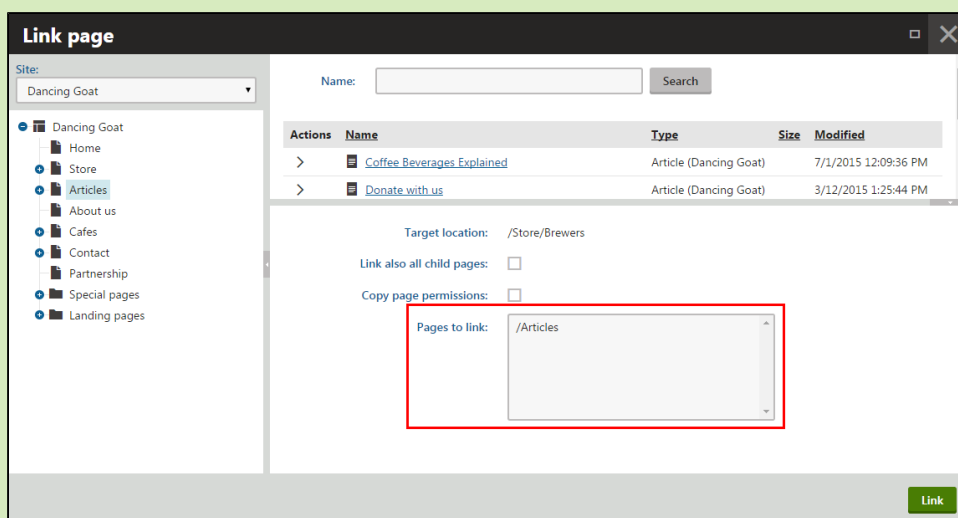 Link page
Site:
Dancing Goat
Dancing Goat
Home
Store
Articles
About us
Cafes
Contact
Partnership
Special pages
Landing pages
Name:
Search
Actions Name Type Size Modified
Coffee Beverages Explained Article (Dancing Goat) 7/1/2015 12:09:36 PM
Donate with us Article (Dancing Goat) 3/12/2015 1:25:44 PM
Target location: /Store/Brewers
Link also all child pages:
Copy page permissions:
Pages to link: /Articles
Link